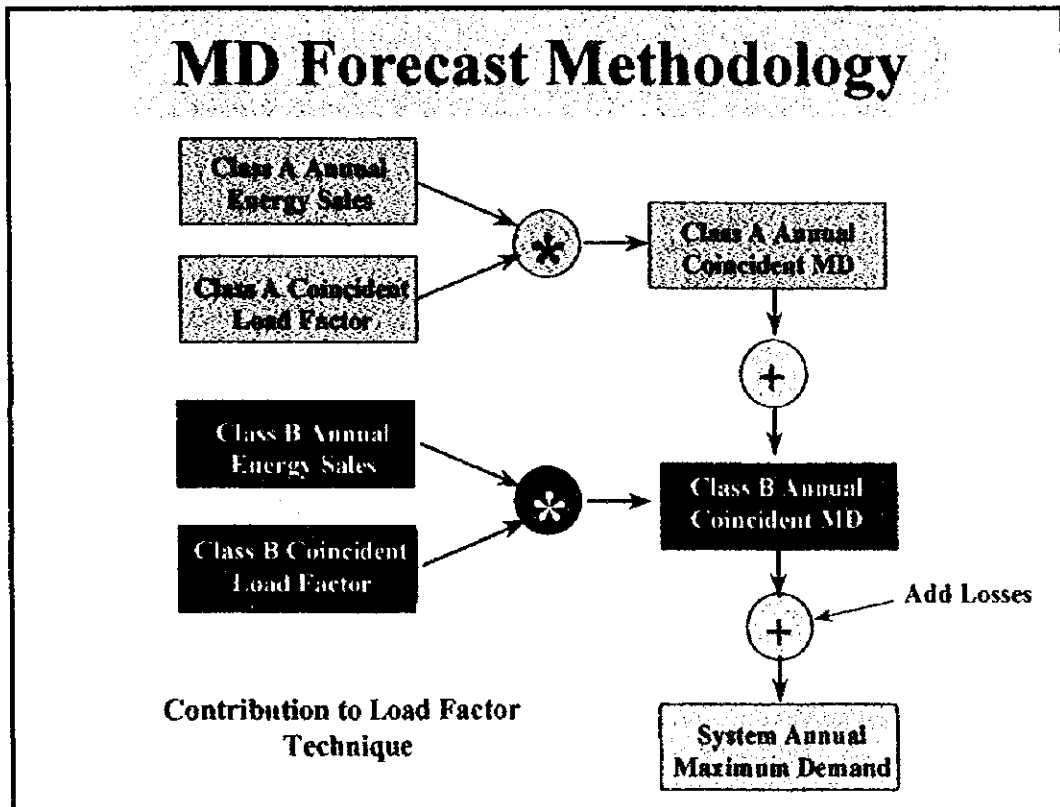 MD Forecast Methodology
Class A Annual
Energy Sales
*
Class A Annual
Coincident MD
Class A Coincident
Load Factor
+
Class B Annual
Energy Sales
*
Class B Annual
Coincident MD
Class B Coincident
Load Factor
Add Losses
+
Contribution to Load Factor
Technique
System Annual
Maximum Demand